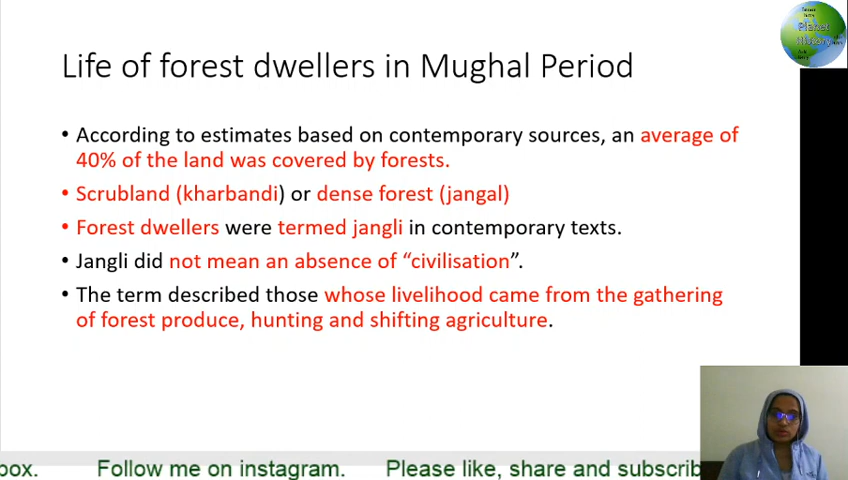 Planet
History
Life of forest dwellers in Mughal Period
• According to estimates based on contemporary sources, an average of
40% of the land was covered by forests.
• Scrubland (kharbandi) or dense forest (jangal)
• Forest dwellers were termed jangli in contemporary texts.
• Jangli did not mean an absence of “civilisation”.
• The term described those whose livelihood came from the gathering
of forest produce, hunting and shifting agriculture.
box. Follow me on instagram. Please like, share and subscrib